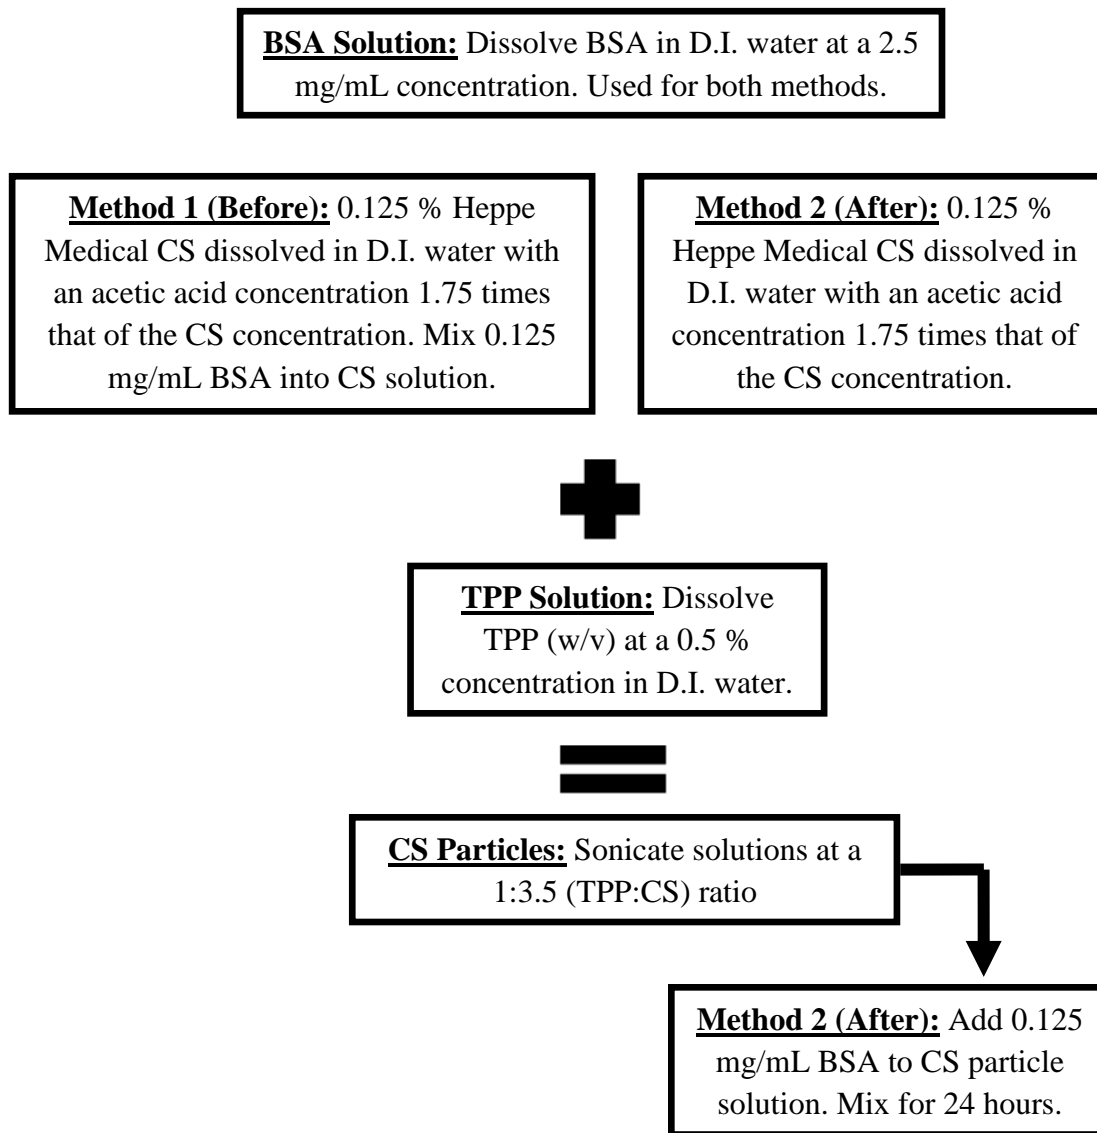 BSA Solution: Dissolve BSA in D.I. water at a 2.5
mg/mL concentration. Used for both methods.
Method 1 (Before): 0.125 % Heppe
Medical CS dissolved in D.I. water with
an acetic acid concentration 1.75 times
that of the CS concentration. Mix 0.125
mg/mL BSA into CS solution.
Method 2 (After): 0.125 %
Heppe Medical CS dissolved in
D.I. water with an acetic acid
concentration 1.75 times that of
the CS concentration.
TPP Solution: Dissolve
TPP (w/v) at a 0.5 %
concentration in D.I. water.
CS Particles: Sonicate solutions at a
1:3.5 (TPP:CS) ratio
Method 2 (After): Add 0.125
mg/mL BSA to CS particle
solution. Mix for 24 hours.